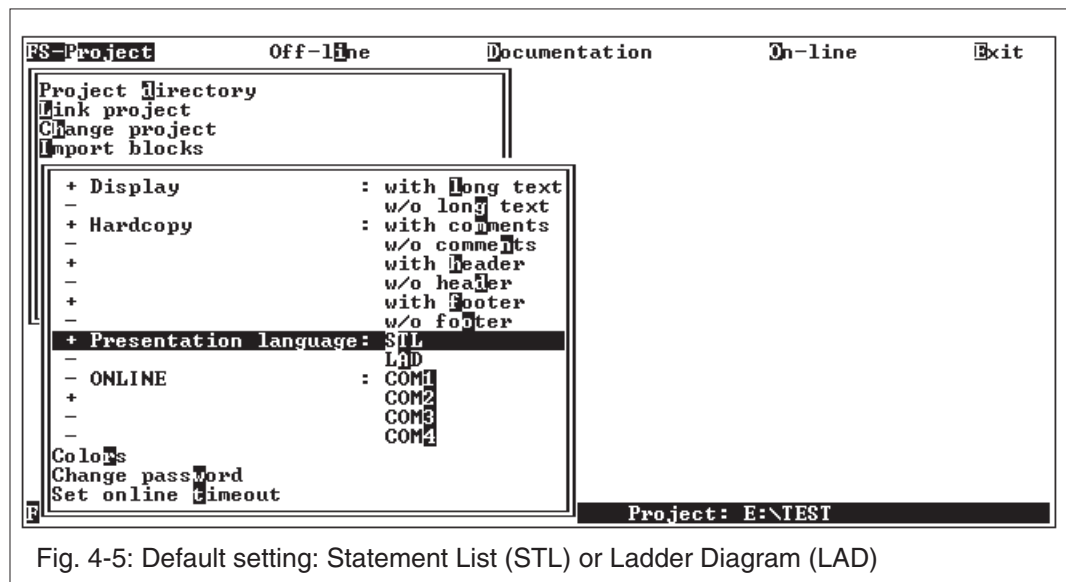 FS-Project Off-line Documentation On-line Exit
Project directory
Link project
Change project
Import blocks
+ Display : with long text
- w/o long text
+ Hardcopy : with comments
- w/o comments
+ with header
- w/o header
+ with footer
- w/o footer
+ Presentation language: STL
- LAD
- ONLINE : COM1
+ COM2
- COM3
- COM4
Colors
Change password
Set online timeout
F Project: E:\TEST
Fig. 4-5: Default setting: Statement List (STL) or Ladder Diagram (LAD)